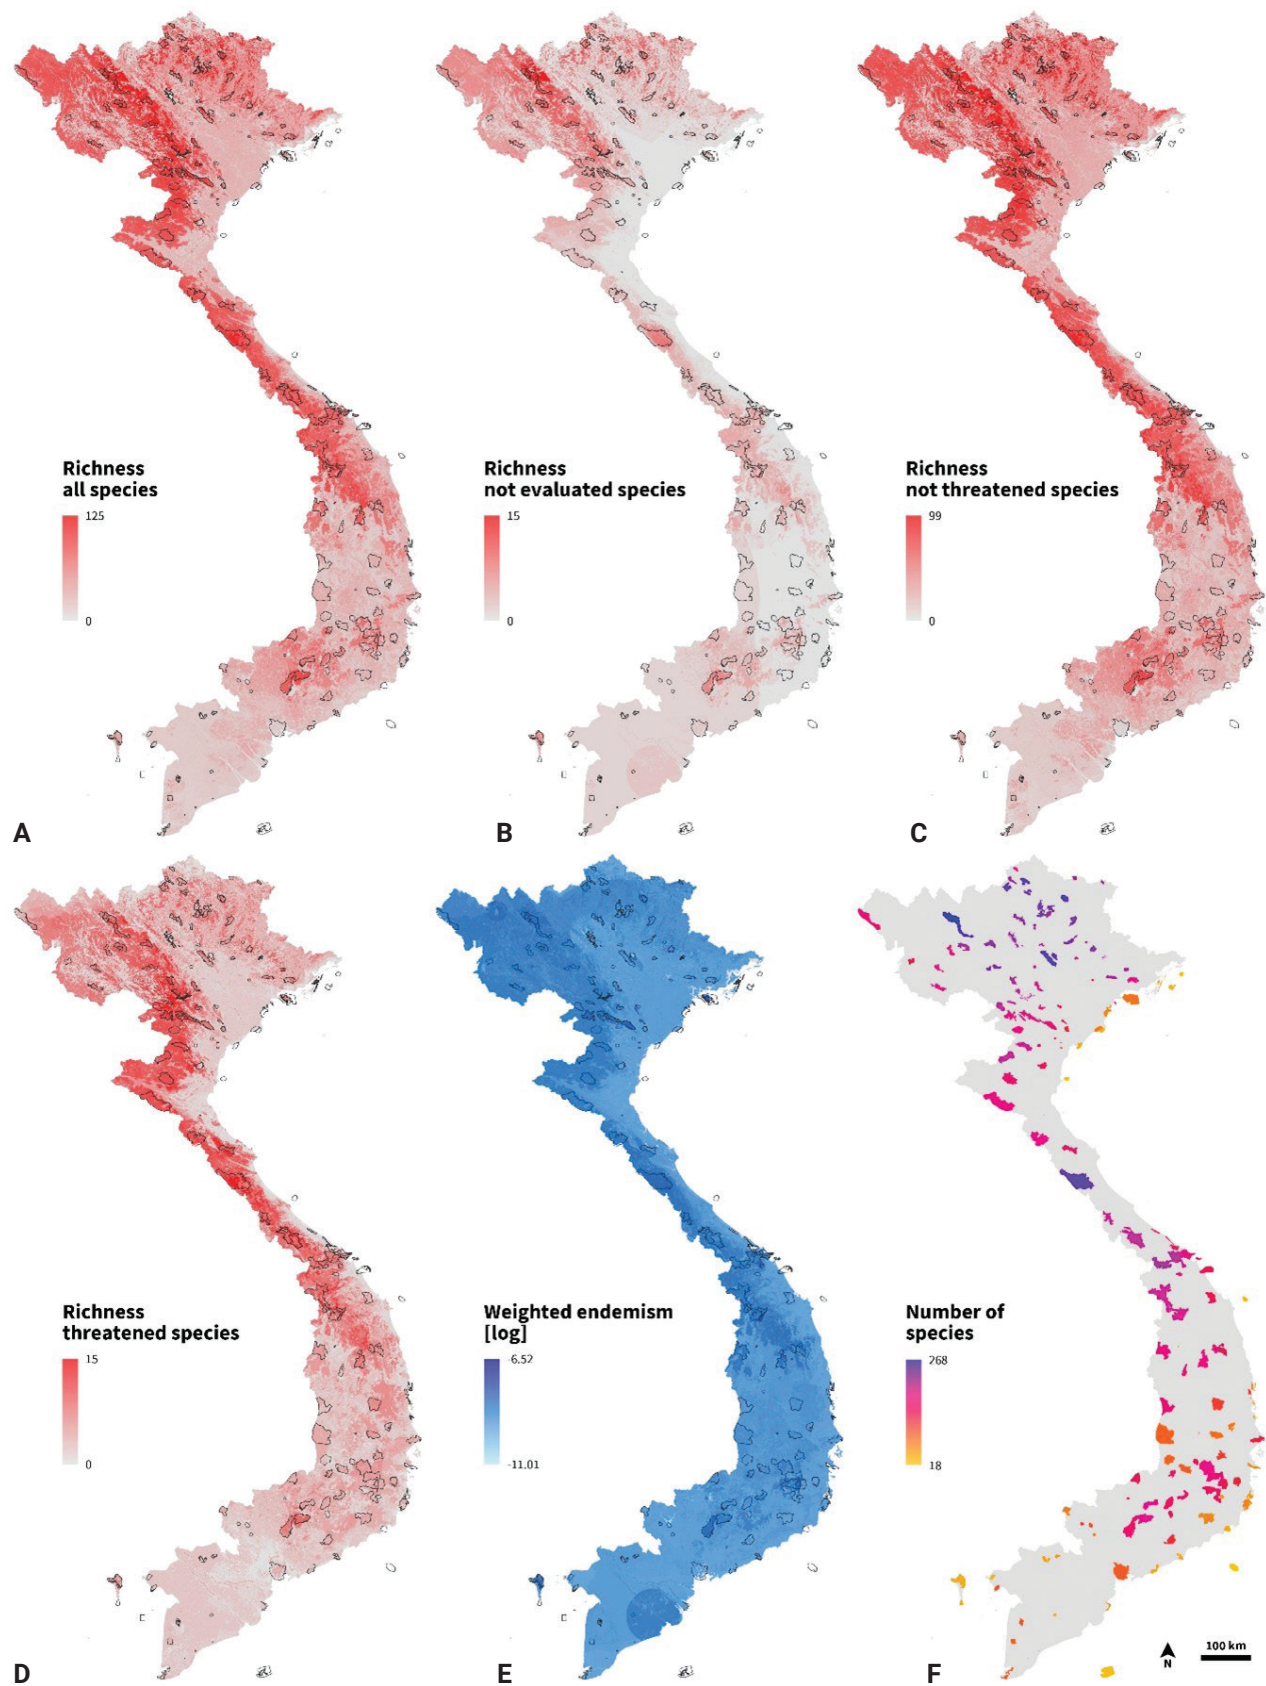 Richness
all species
125
0
A
Richness
not evaluated species
15
0
B
Richness
not threatened species
99
0
C
Richness
threatened species
15
0
D
Weighted endemism
[log]
-6.52
-11.01
E
Number of
species
268
18
N
100 km
F